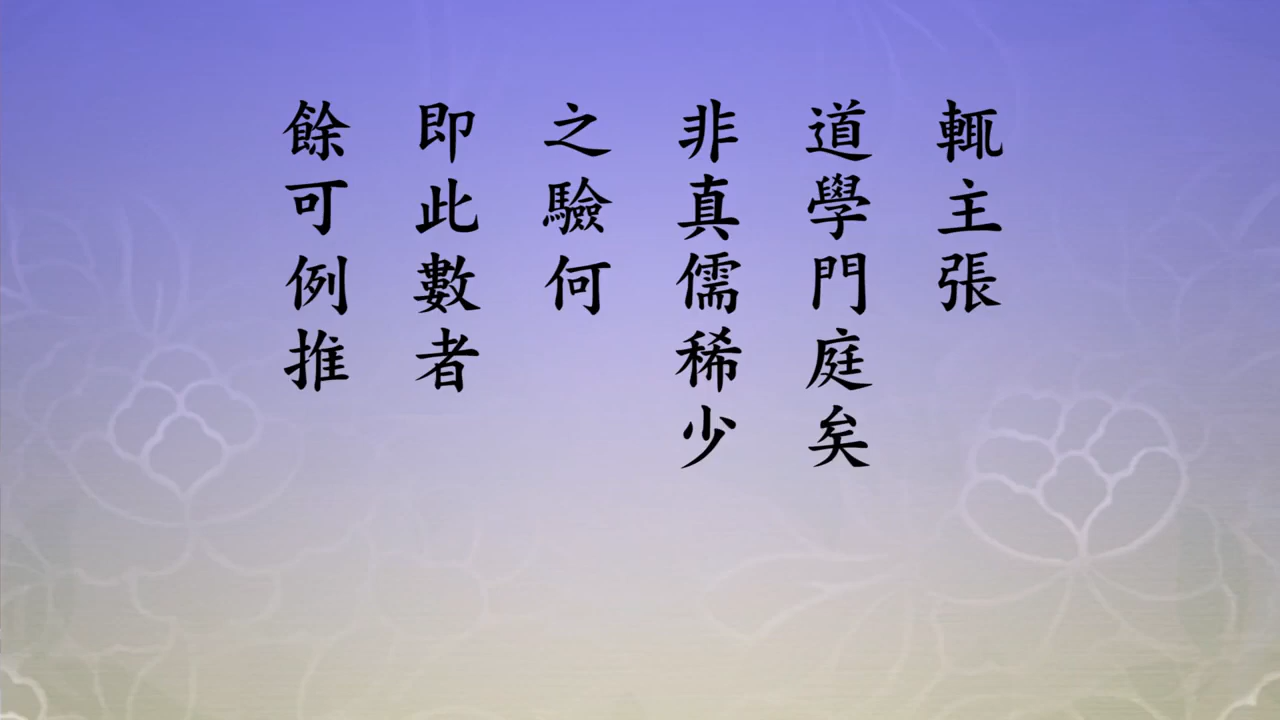 輒主張
道學門庭矣
非真儒稀少
之驗何
即此數者
餘可例推